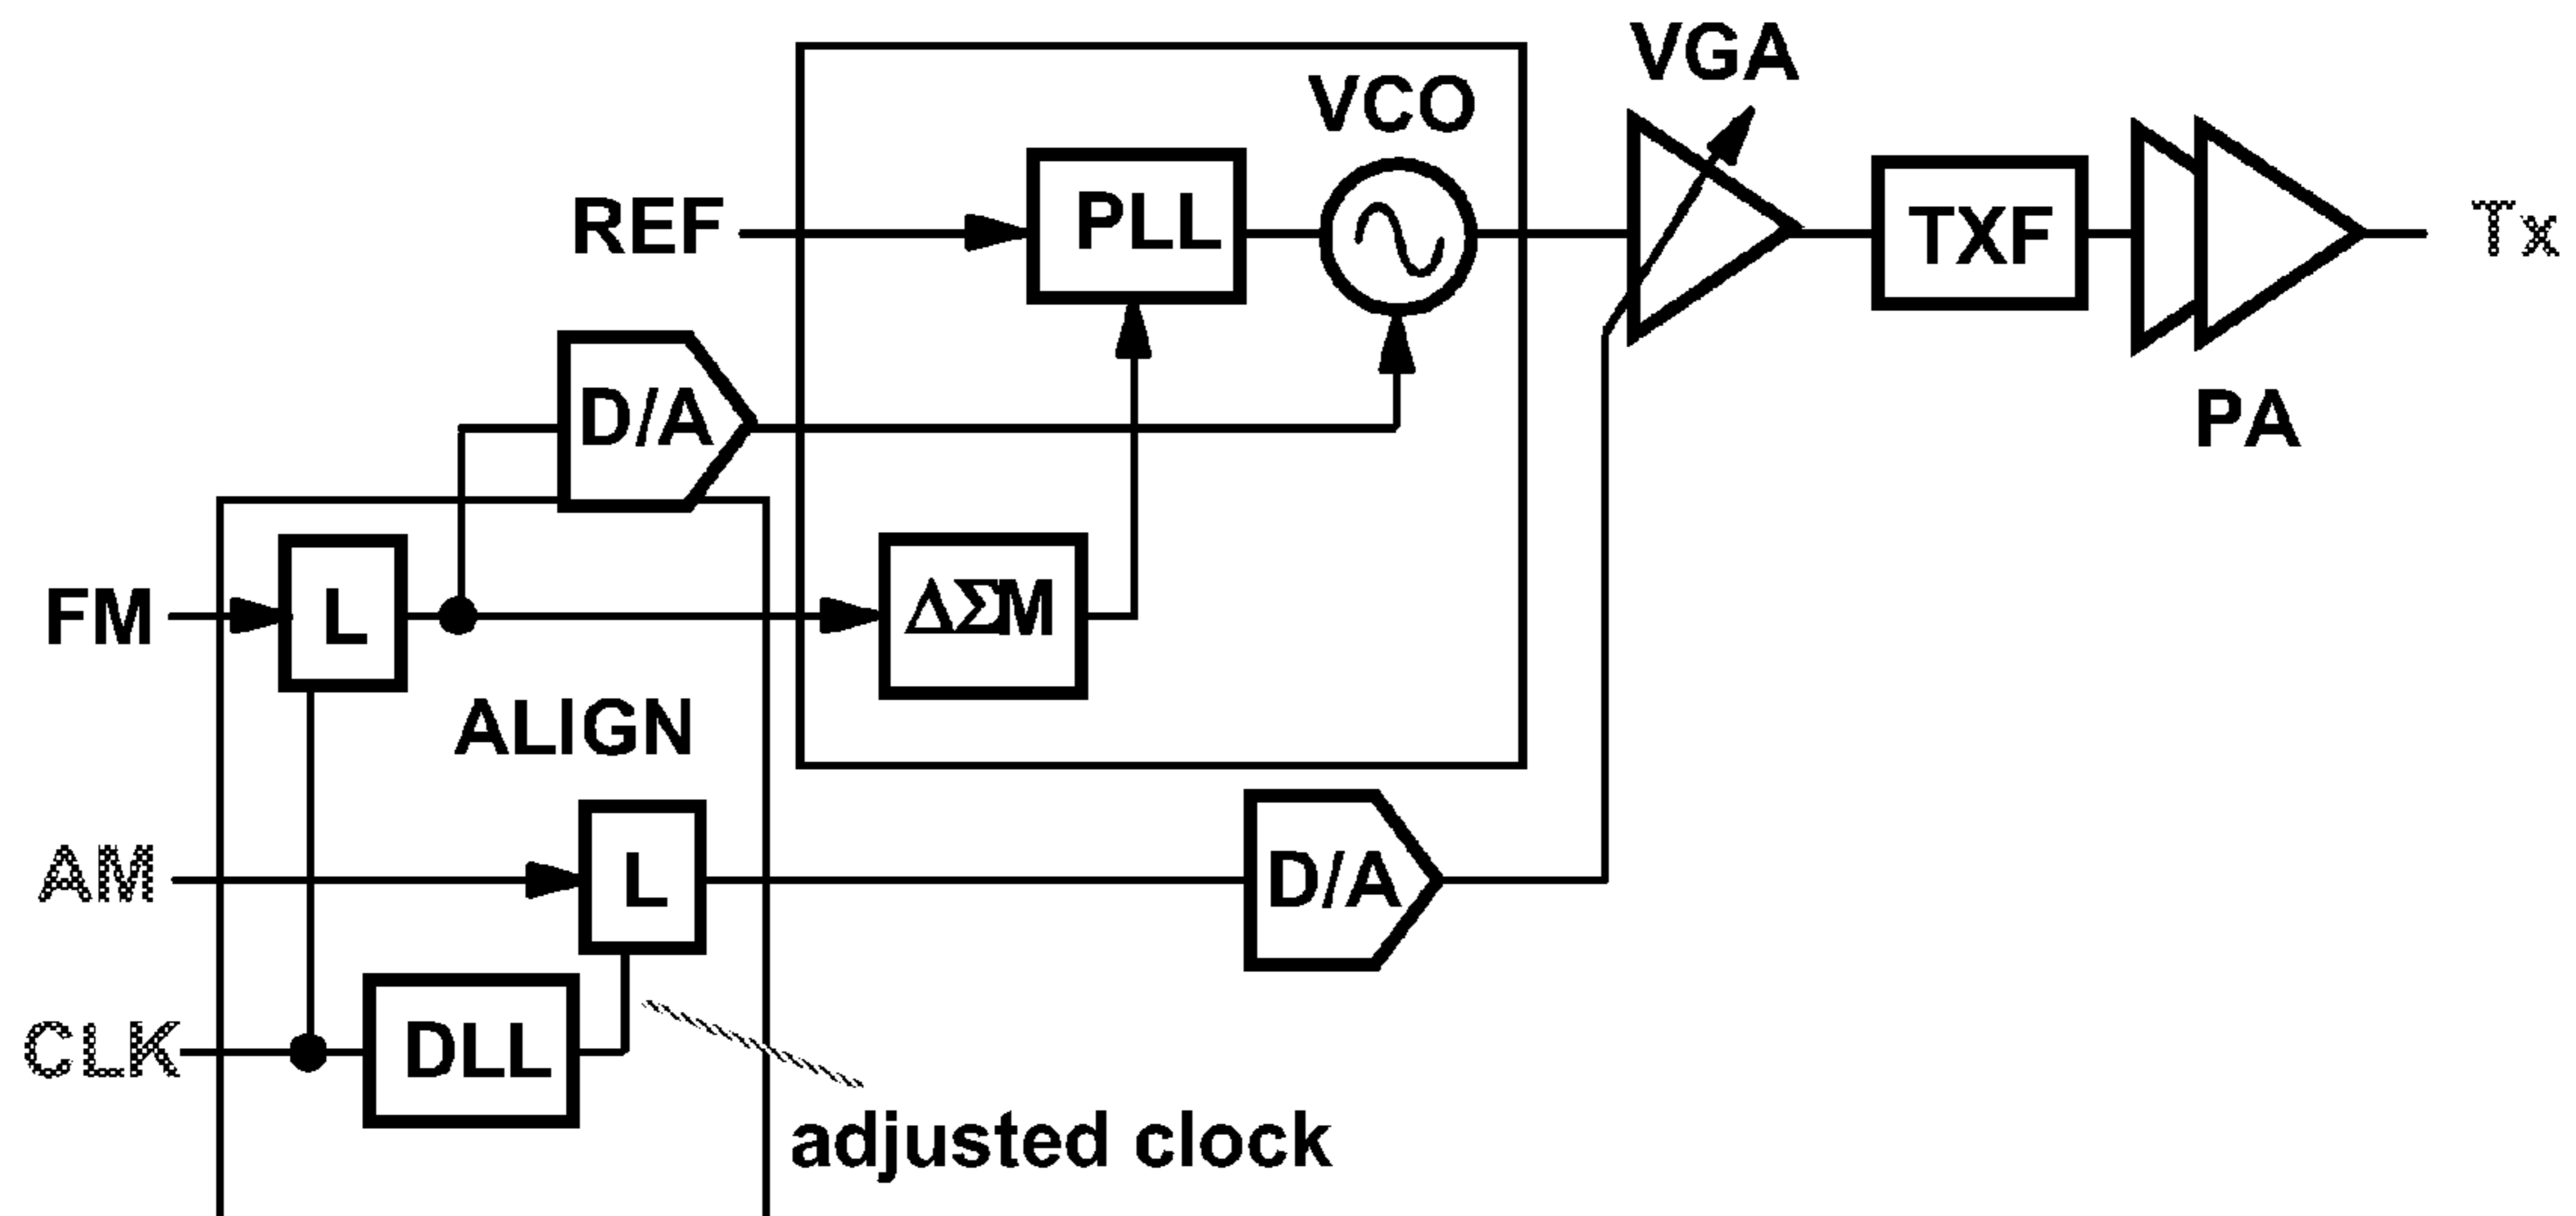 VGA
VCO
REF
PLL
TXF
Tx
D/A
PA
FM
L
ΔΣM
ALIGN
AM
L
D/A
CLK
DLL
adjusted clock